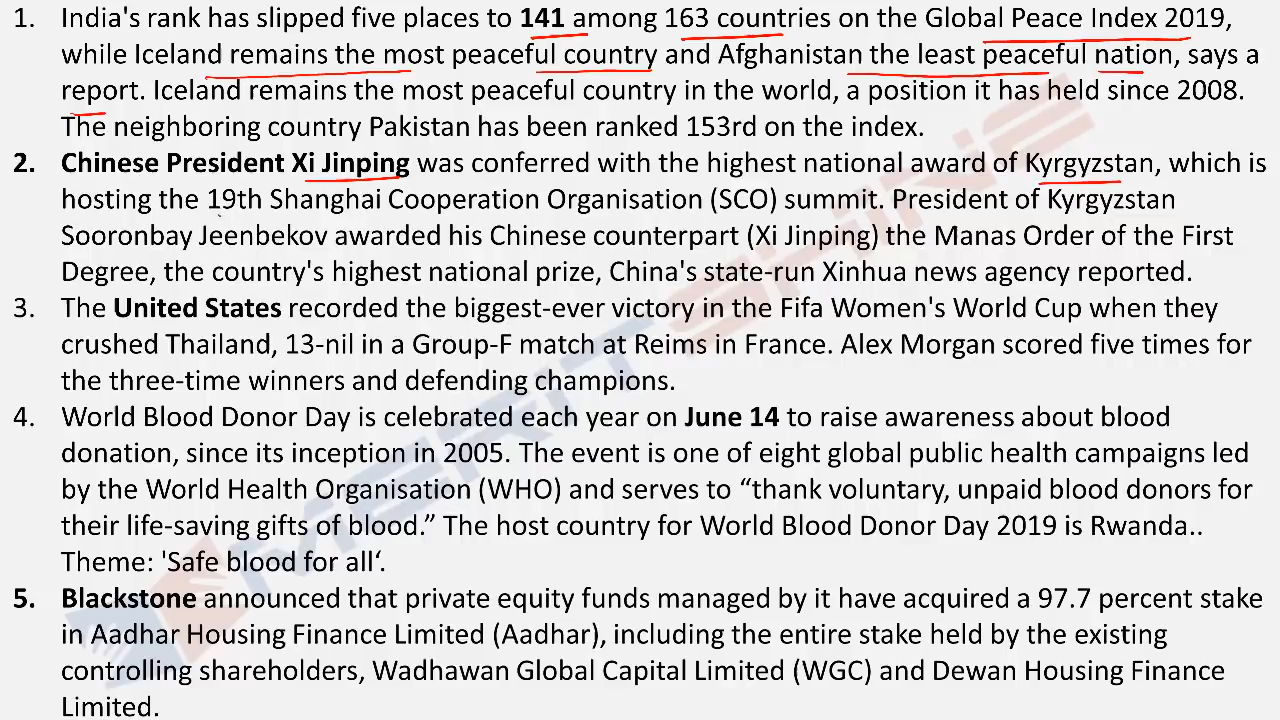 1. India's rank has slipped five places to 141 among 163 countries on the Global Peace Index 2019,
while Iceland remains the most peaceful country and Afghanistan the least peaceful nation, says a
report. Iceland remains the most peaceful country in the world, a position it has held since 2008.
The neighboring country Pakistan has been ranked 153rd on the index.
2. Chinese President Xi Jinping was conferred with the highest national award of Kyrgyzstan, which is
hosting the 19th Shanghai Cooperation Organisation (SCO) summit. President of Kyrgyzstan
Sooronbay Jeenbekov awarded his Chinese counterpart (Xi Jinping) the Manas Order of the First
Degree, the country's highest national prize, China's state-run Xinhua news agency reported.
3. The United States recorded the biggest-ever victory in the Fifa Women's World Cup when they
crushed Thailand, 13-nil in a Group-F match at Reims in France. Alex Morgan scored five times for
the three-time winners and defending champions.
4. World Blood Donor Day is celebrated each year on June 14 to raise awareness about blood
donation, since its inception in 2005. The event is one of eight global public health campaigns led
by the World Health Organisation (WHO) and serves to “thank voluntary, unpaid blood donors for
their life-saving gifts of blood.” The host country for World Blood Donor Day 2019 is Rwanda..
Theme: 'Safe blood for all‘.
5. Blackstone announced that private equity funds managed by it have acquired a 97.7 percent stake
in Aadhar Housing Finance Limited (Aadhar), including the entire stake held by the existing
controlling shareholders, Wadhawan Global Capital Limited (WGC) and Dewan Housing Finance
Limited.
MERITSHINE